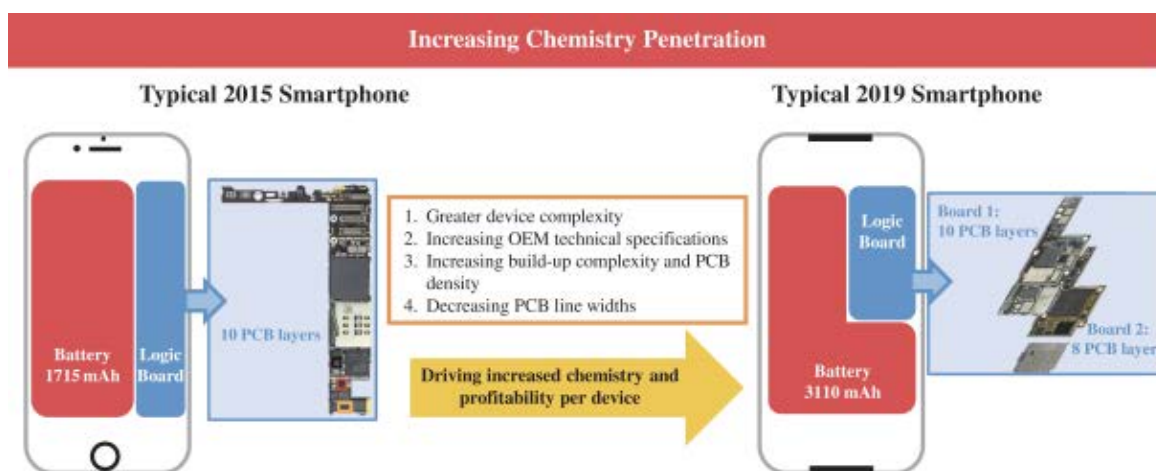 Increasing Chemistry Penetration
Typical 2015 Smartphone
Typical 2019 Smartphone
Battery
1715 mAh
Logic
Board
10 PCB layers
1. Greater device complexity
2. Increasing OEM technical specifications
3. Increasing build-up complexity and PCB
density
4. Decreasing PCB line widths
Driving increased chemistry and
profitability per device
Logic
Board
Battery
3110 mAh
Board 1:
10 PCB layers
Board 2:
8 PCB layer